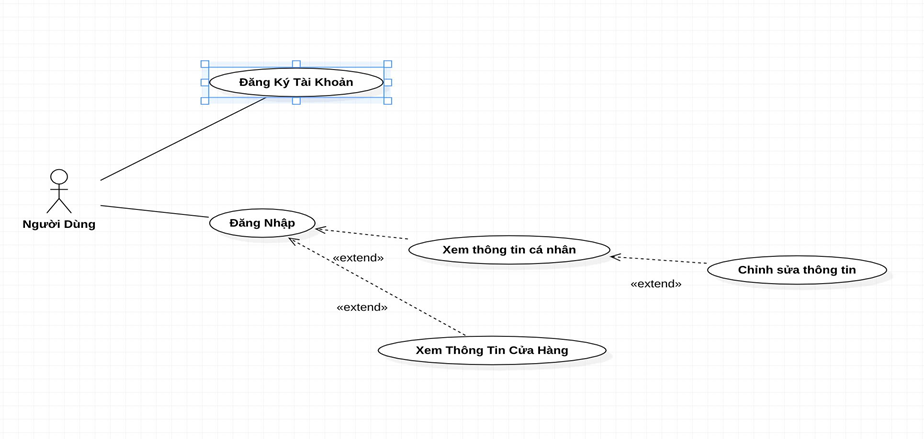 Đăng Ký Tài Khoản
Người Dùng
Đăng Nhập
Xem thông tin cá nhân
«extend»
Chỉnh sửa thông tin
«extend»
«extend»
Xem Thông Tin Cửa Hàng